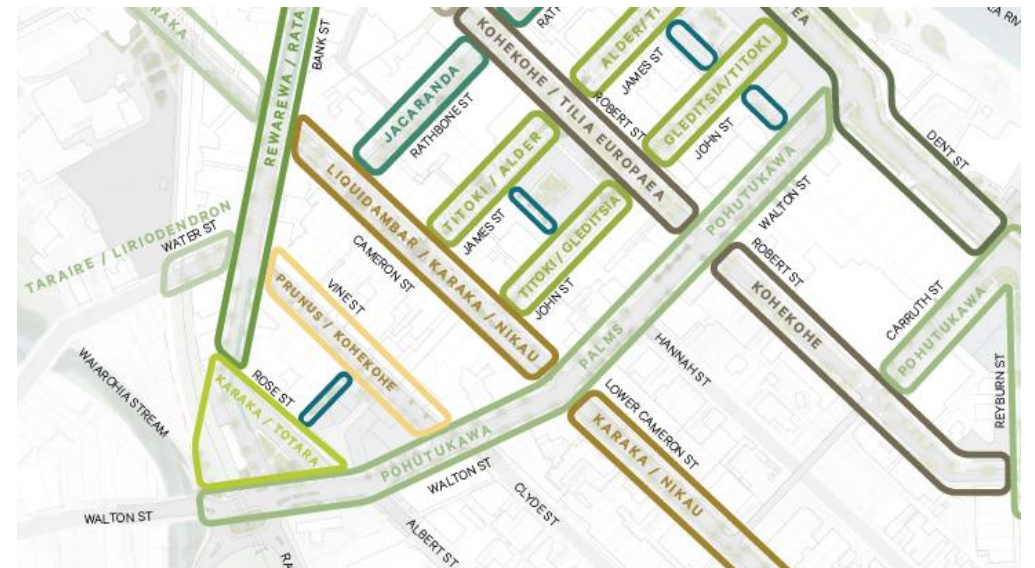 REWAREWA / RATA
BANK ST
JACARANDA
RATHBONE ST
KOHEKOHE / TILIA EUROPAEA
JAMES ST
ROBERT ST
GLEDITSIA/TITOKI
JOHN ST
DENT ST
LIQUIDAMBAR / KARAKA / NIKAU
CAMERON ST
TITOKI / ALDER
JAMES ST
TITOKI / GLEDITSIA
JOHN ST
POHUTUKAWA
WALTON ST
TARAIRE / LIRIODENDRON
WATER ST
PRUNUS / KOHEKOHE
VINE ST
ROBERT ST
KOHEKOHE
CARRUTH ST
POHUTUKAWA
REYBURN ST
PALMS
HANNAH ST
WAIAROHIA STREAM
ROSE ST
KARAKA / TOTARA
LOWER CAMERON ST
KARAKA / NIKAU
POHUTUKAWA
WALTON ST
CLYDE ST
ALBERT ST
WALTON ST